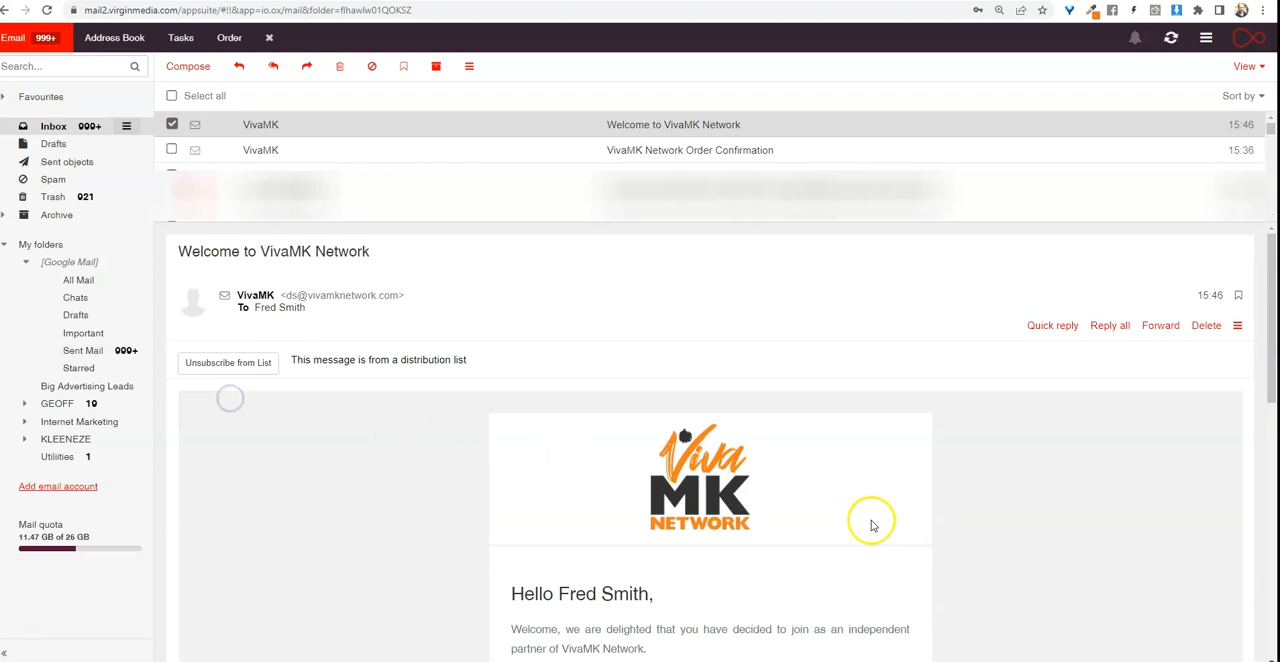 mail2.virginmedia.com/appsuite/#!!&app=io.ox/mail&folder=flhawlw01QOKSZ
Email 999+ Address Book Tasks Order
Search... Compose View
Select all Sort by
Favourites
Inbox 999+
Drafts
Sent objects
Spam
Trash 921
Archive
My folders
[Google Mail]
All Mail
Chats
Drafts
Important
Sent Mail 999+
Starred
Big Advertising Leads
GEOFF 19
Internet Marketing
KLEENEZE
Utilities 1
Add email account
Mail quota
11.47 GB of 25 GB
VivaMK Welcome to VivaMK Network 15:46
VivaMK VivaMK Network Order Confirmation 15:36
Welcome to VivaMK Network
VivaMK <ds@vivamknetwork.com> 15:46
To Fred Smith
Quick reply Reply all Forward Delete
Unsubscribe from List This message is from a distribution list
Viva
MK
NETWORK
Hello Fred Smith,
Welcome, we are delighted that you have decided to join as an independent
partner of VivaMK Network.